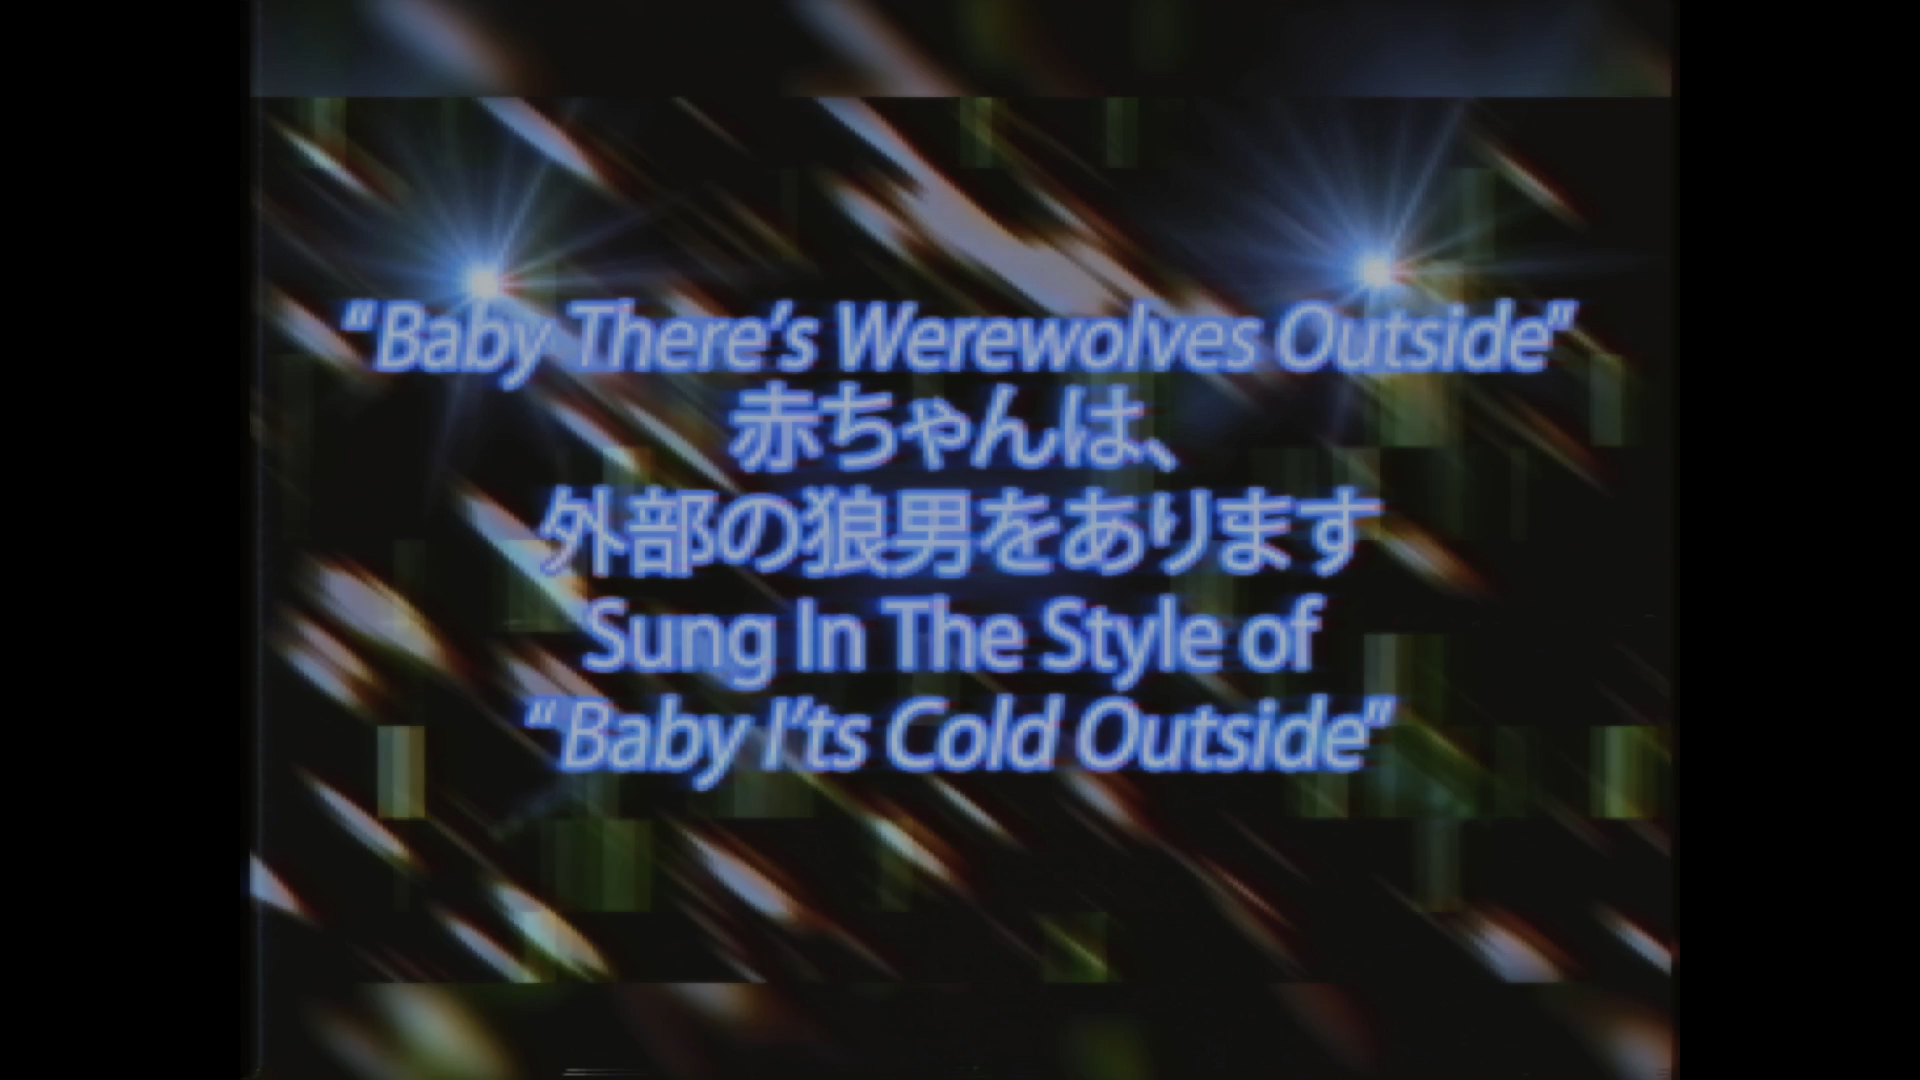 “Baby There’s Werewolves Outside”
赤ちゃんは、
外部の狼男をあります
Sung In The Style of
“Baby I’ts Cold Outside”